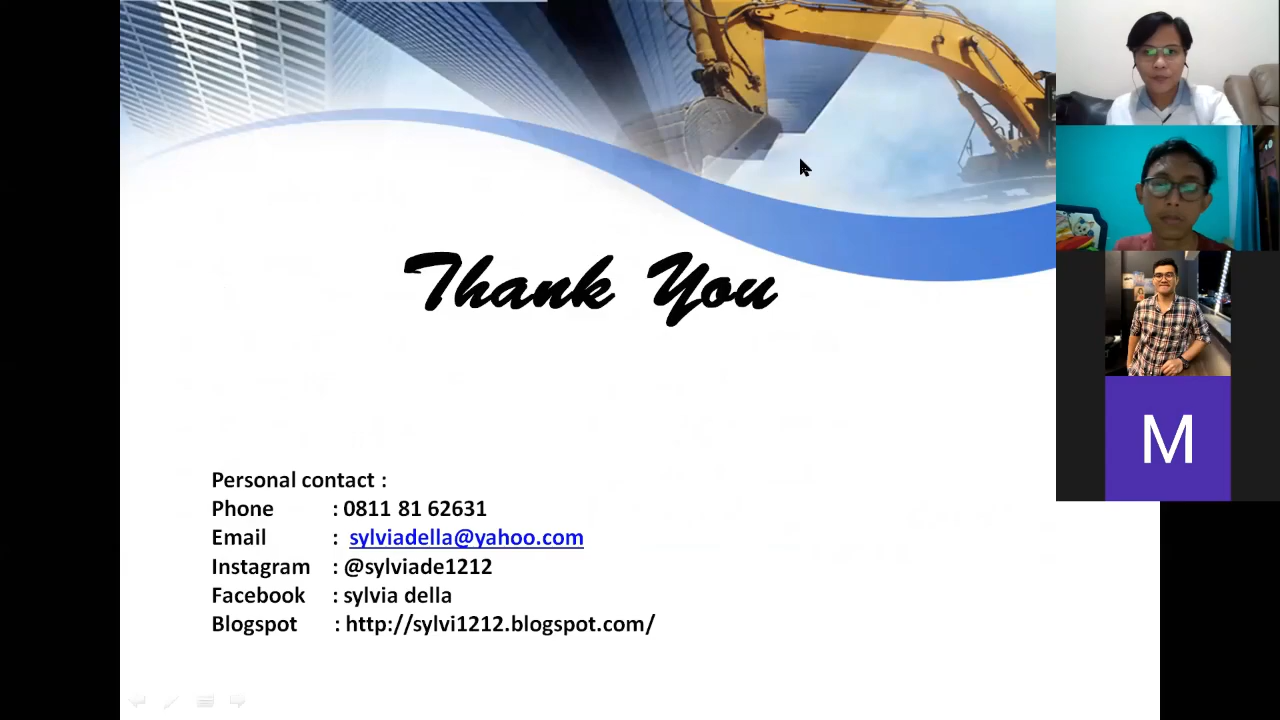 Thank You
Personal contact :
Phone : 0811 81 62631
Email : sylviadella@yahoo.com
Instagram : @sylviade1212
Facebook : sylvia della
Blogspot : http://sylvi1212.blogspot.com/
M